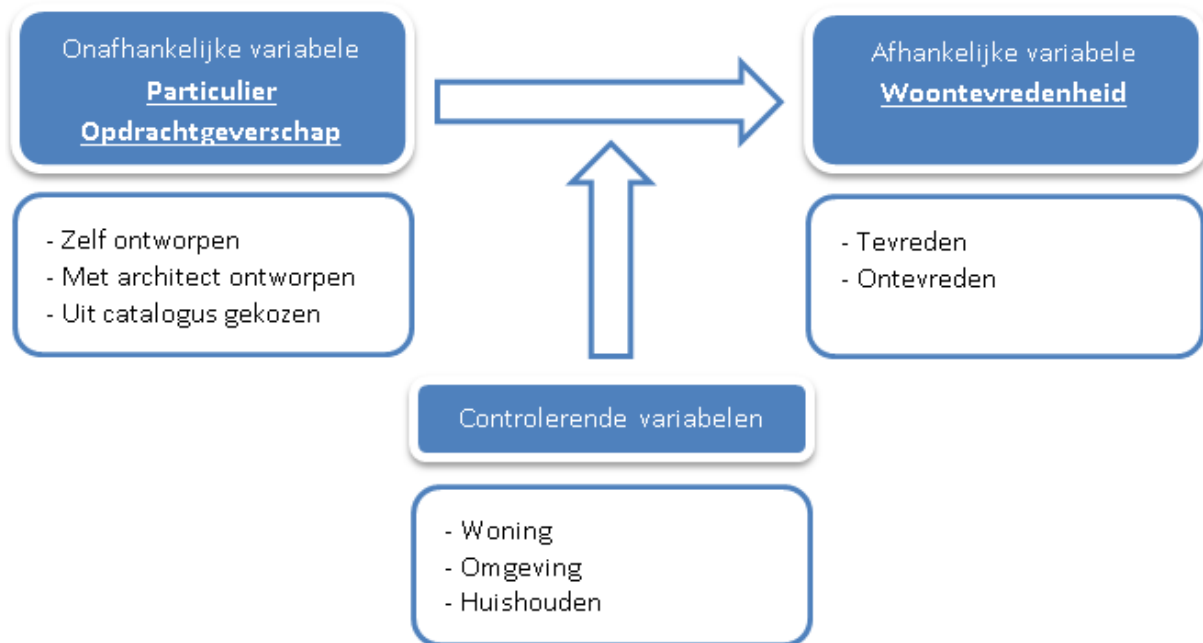 Onafhankelijke variabele
Particulier
Opdrachtgeverschap
- Zelf ontworpen
- Met architect ontworpen
- Uit catalogus gekozen
Afhankelijke variabele
Woontevredenheid
- Tevreden
- Ontevreden
Controlerende variabelen
- Woning
- Omgeving
- Huishouden